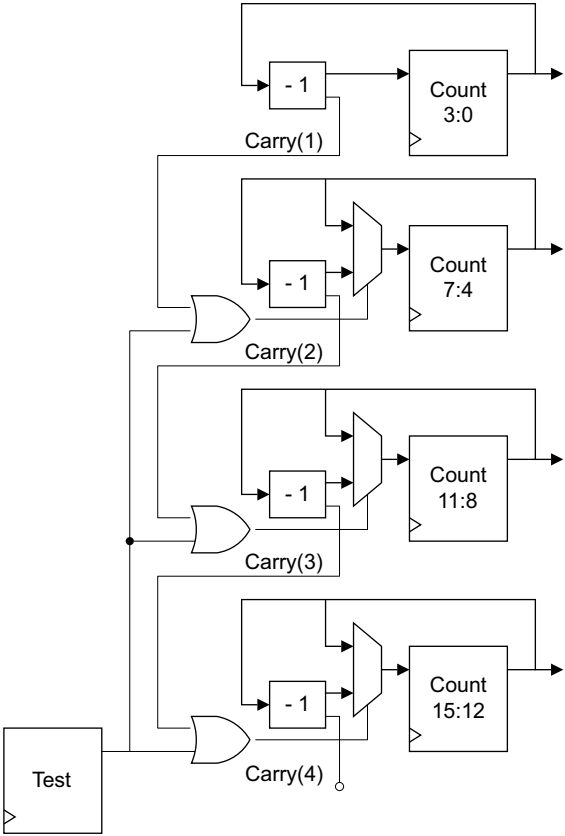 - 1
Count
3:0
Carry(1)
- 1
Count
7:4
Carry(2)
- 1
Count
11:8
Carry(3)
- 1
Count
15:12
Carry(4)
Test